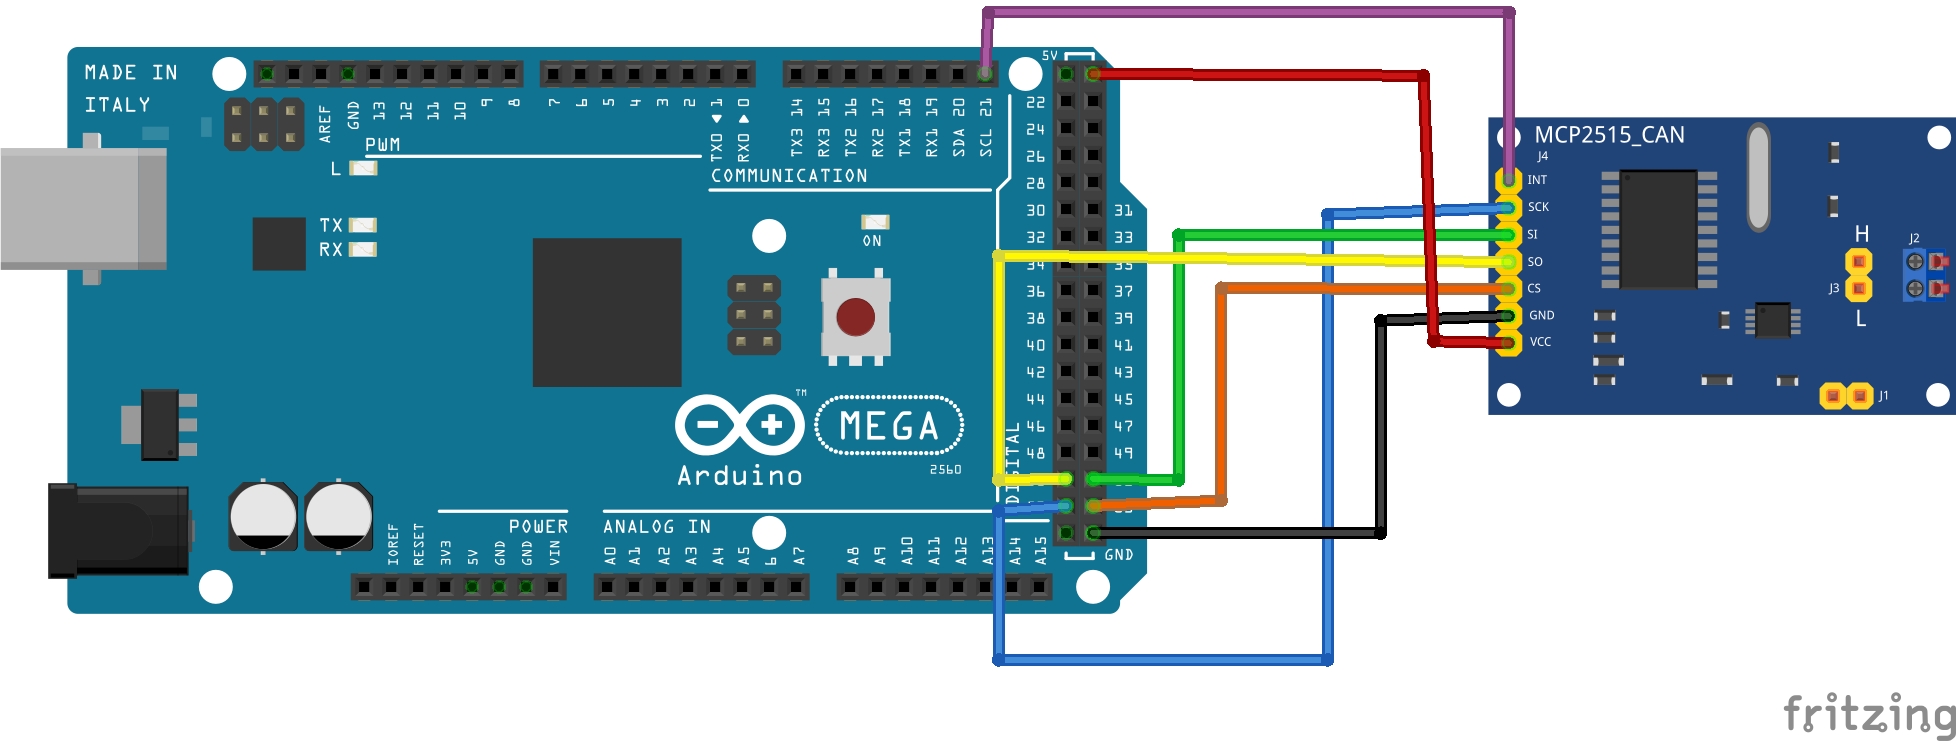 MADE IN
ITALY
AREF
GND
13
12
11
10
9
8
7
6
5
4
3
2
TX0 1
RX0 0
TX3 14
RX3 15
TX2 16
RX2 17
TX1 18
RX1 19
SDA 20
SCL 21
5V
PWM
L
COMMUNICATION
TX
RX
ON
22
24
26
28
30 31
32 33
34 35
36 37
38 39
40 41
42 43
44 45
46 47
48 49
DIGITAL
GND
TM
MEGA
2560
Arduino
POWER
ANALOG IN
IOREF
RESET
3V3
5V
GND
GND
VIN
A0
A1
A2
A3
A4
A5
6
A7
A8
A9
A10
A11
A12
A13
A14
A15
MCP2515_CAN
J4
INT
SCK
SI
SO
CS
GND
VCC
H
J2
J3
L
J1
fritzing